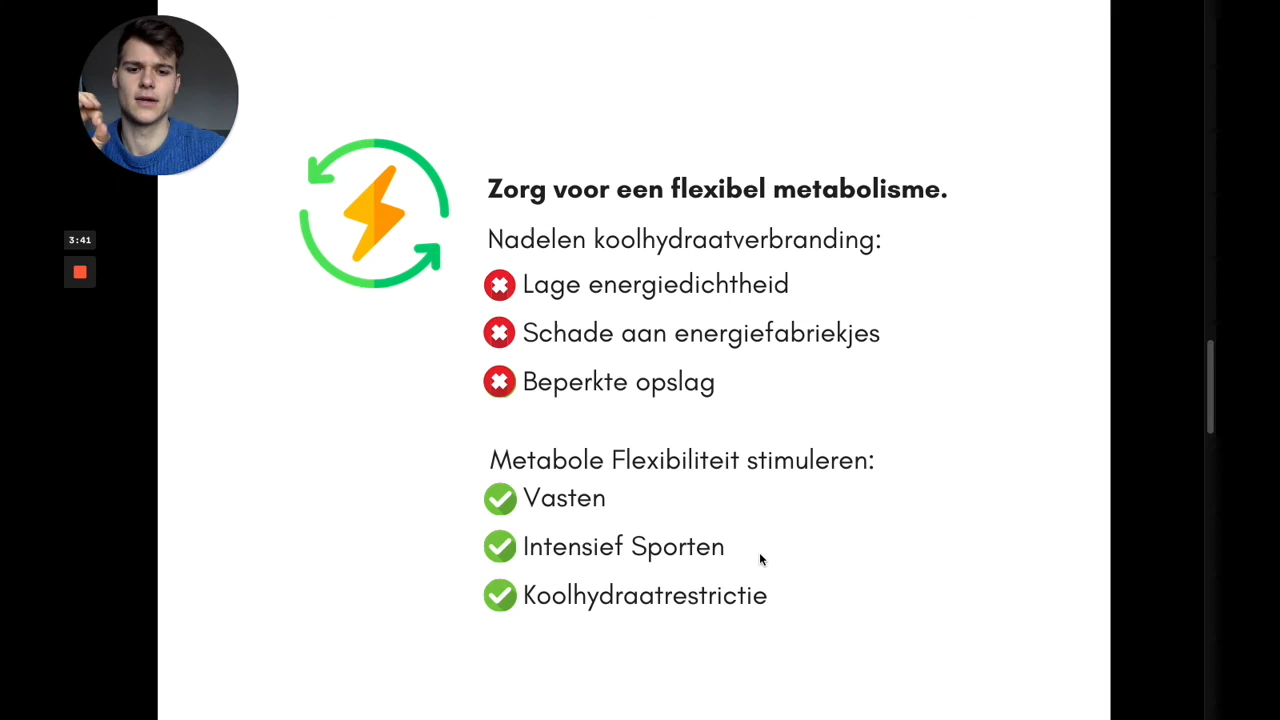 3:41
Zorg voor een flexibel metabolisme.
Nadelen koolhydraatverbranding:
Lage energiedichtheid
Schade aan energiefabriekjes
Beperkte opslag
Metabole Flexibiliteit stimuleren:
Vasten
Intensief Sporten
Koolhydraatrestrictie